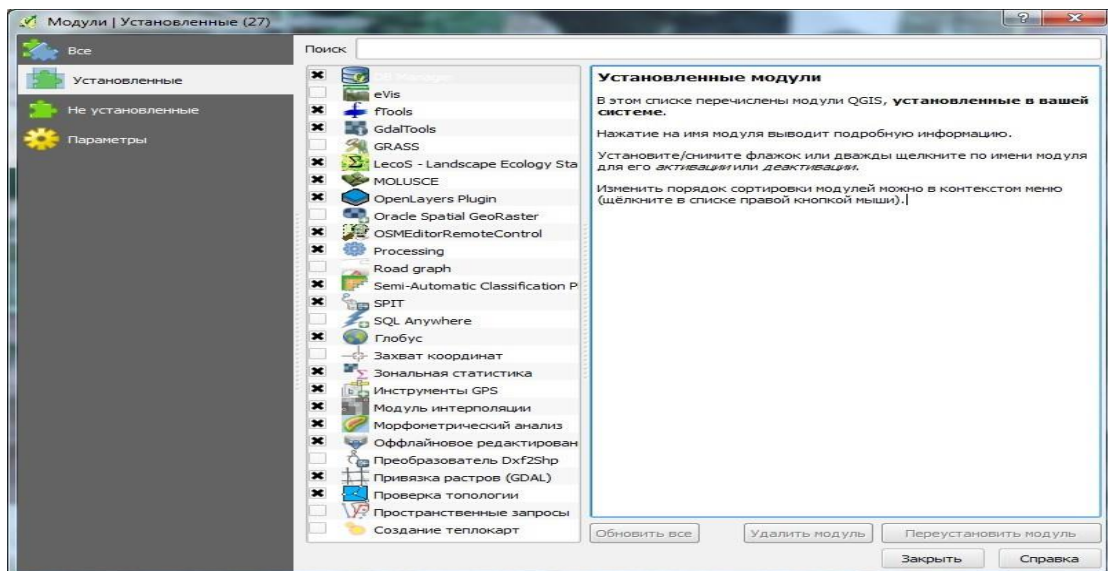 Модули | Установленные (27)
Все
Установленные
Не установленные
Параметры
Поиск
DB Manager
eVis
fTools
GdalTools
GRASS
LecoS - Landscape Ecology Sta
MOLUSCE
OpenLayers Plugin
Oracle Spatial GeoRaster
OSMEditorRemoteControl
Processing
Road graph
Semi-Automatic Classification P
SPIT
SQL Anywhere
Глобус
Захват координат
Зональная статистика
Инструменты GPS
Модуль интерполяции
Морфометрический анализ
Оффлайновое редактирован
Преобразователь Dxf2Shp
Привязка растров (GDAL)
Проверка топологии
Пространственные запросы
Создание теплокарт
Установленные модули
В этом списке перечислены модули QGIS, установленные в вашей
системе.
Нажатие на имя модуля выводит подробную информацию.
Установите/снимите флажок или дважды щелкните по имени модуля
для его активации или деактивации.
Изменить порядок сортировки модулей можно в контекстом меню
(щёлкните в списке правой кнопкой мыши).
Обновить все
Удалить модуль
Переустановить модуль
Закрыть
Справка